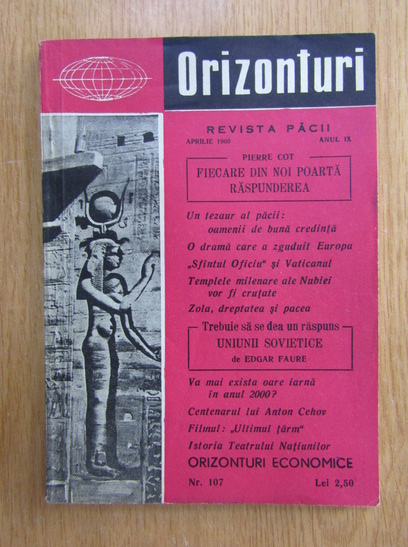 Orizonturi
REVISTA PĂCII
APRILIE 1960 ANUL IX
PIERRE COT
FIECARE DIN NOI POARTĂ
RĂSPUNDEREA
Un tezaur al păcii:
oamenii de bună credință
O dramă care a zguduit Europa
„Sfîntul Oficiu“ și Vaticanul
Templele milenare ale Nubiei
vor fi cruțate
Zola, dreptatea și pacea
Trebuie să se dea un răspuns
UNIUNII SOVIETICE
de EDGAR FAURE
Va mai exista oare iarnă
în anul 2000?
Centenarul lui Anton Cehov
Filmul: „Ultimul țărm“
Istoria Teatrului Națiunilor
ORIZONTURI ECONOMICE
Nr. 107 Lei 2,50